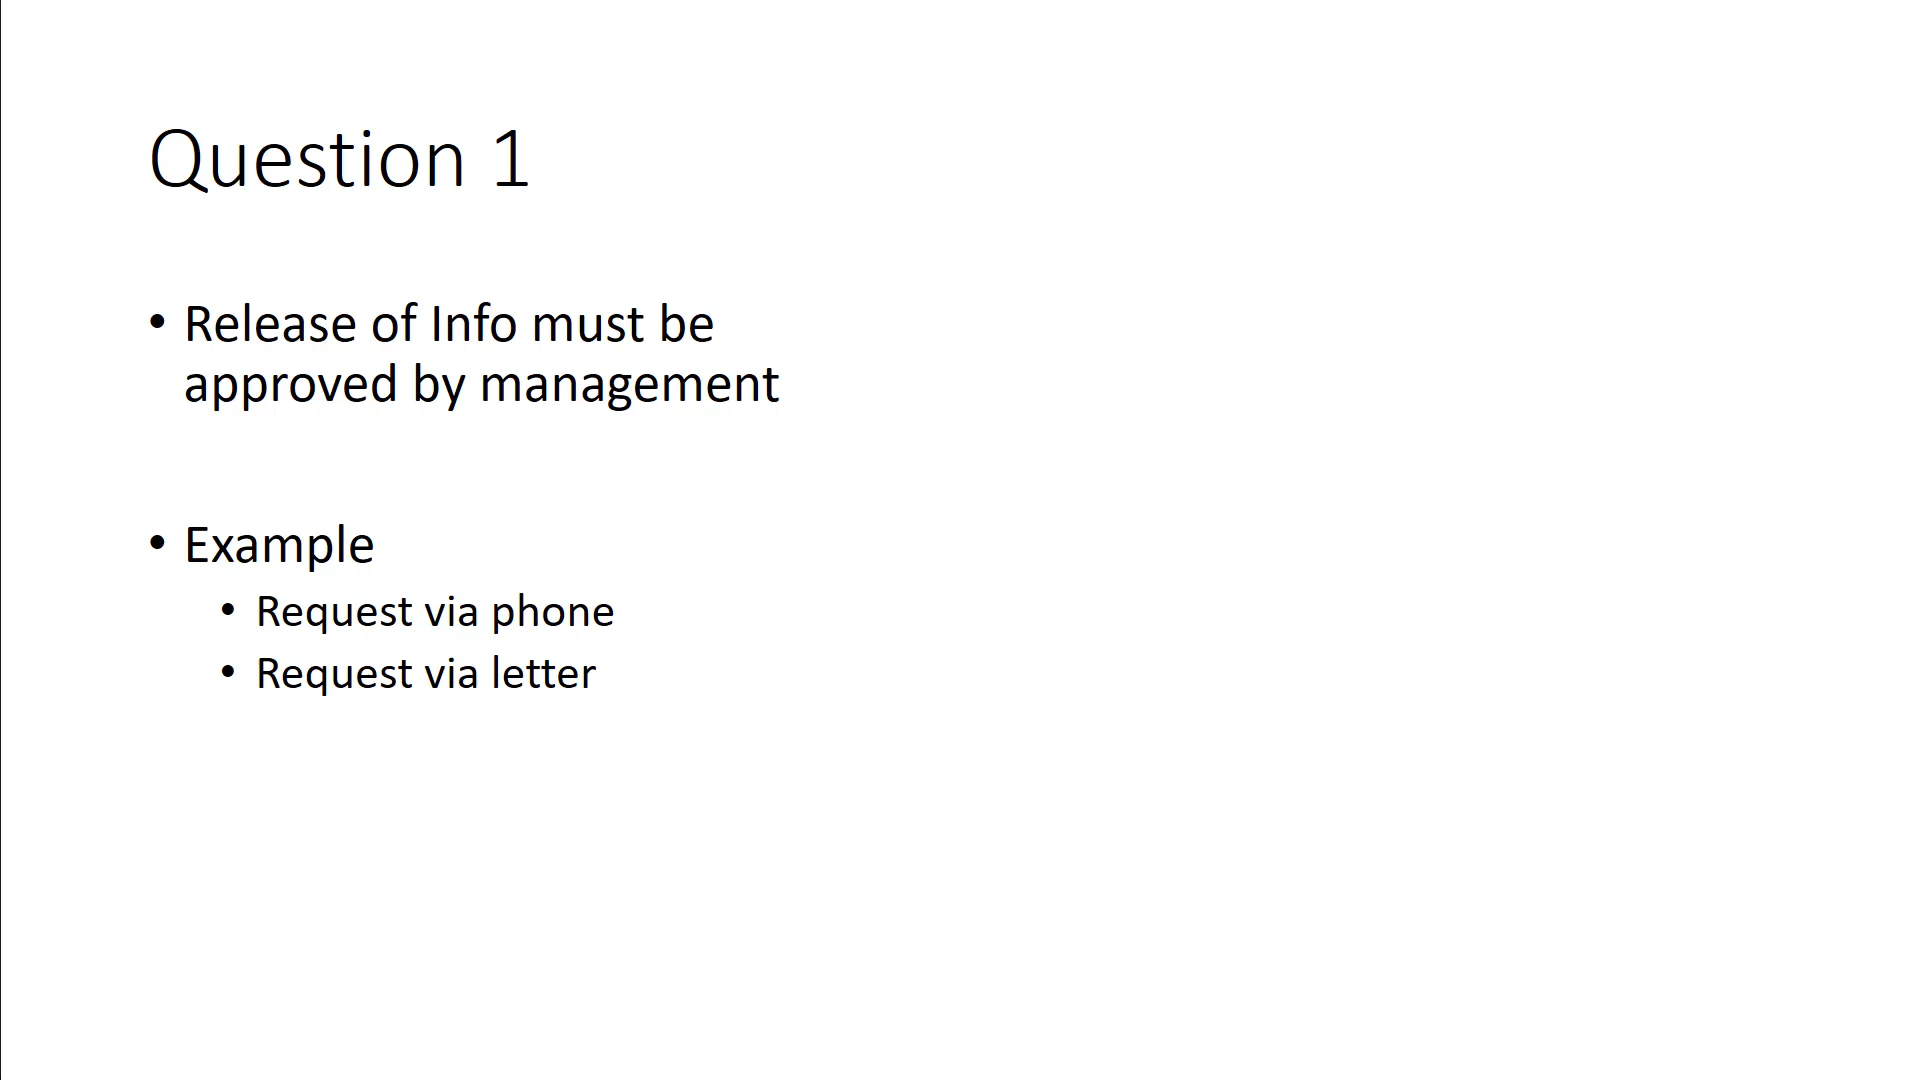 Question 1
• Release of Info must be
approved by management
• Example
• Request via phone
• Request via letter